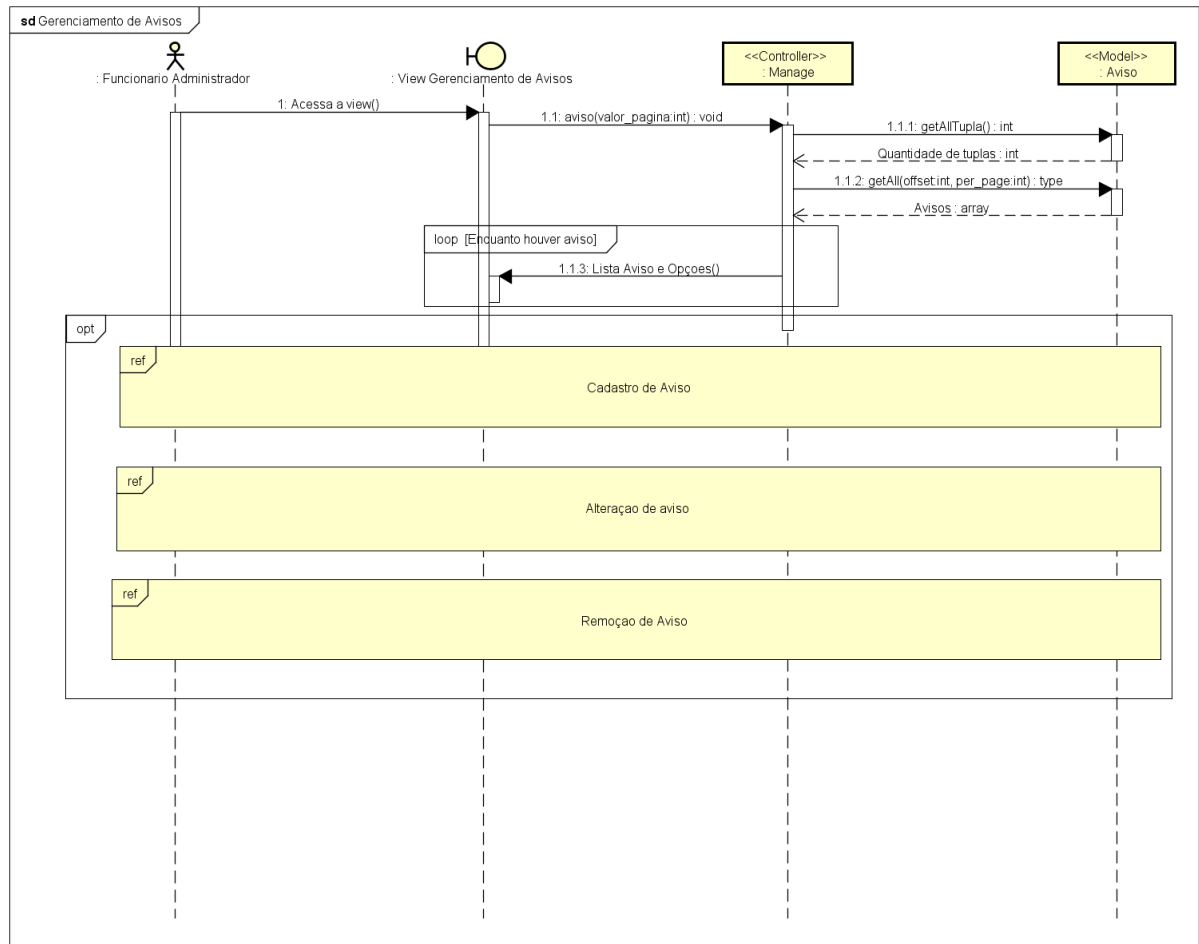 sd Gerenciamento de Avisos
: Funcionario Administrador
: View Gerenciamento de Avisos
<<Controller>>
: Manage
<<Model>>
: Aviso
1: Acessa a view()
1.1: aviso(valor_pagina:int) : void
1.1.1: getAllTupla() : int
Quantidade de tuplas : int
1.1.2: getAll(offset:int, per_page:int) : type
Avisos : array
loop [Enquanto houver aviso]
1.1.3: Lista Aviso e Opçoes()
opt
ref
Cadastro de Aviso
ref
Alteraçao de aviso
ref
Remoçao de Aviso